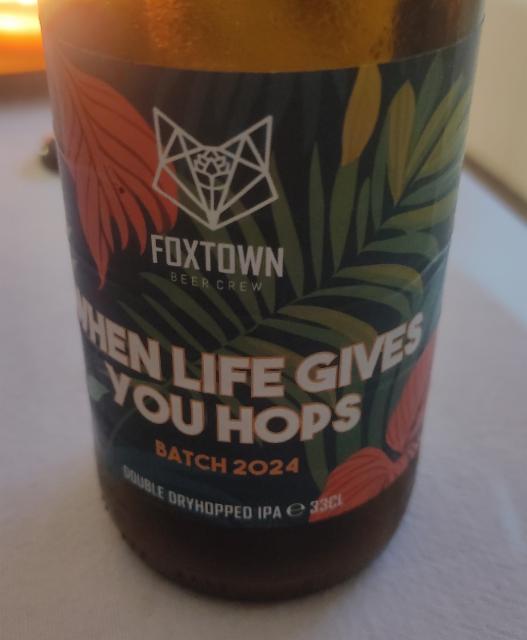 FOXTOWN
BEER CREW
WHEN LIFE GIVES
YOU HOPS
BATCH 2024
DOUBLE DRYHOPPED IPA ℮ 33CL